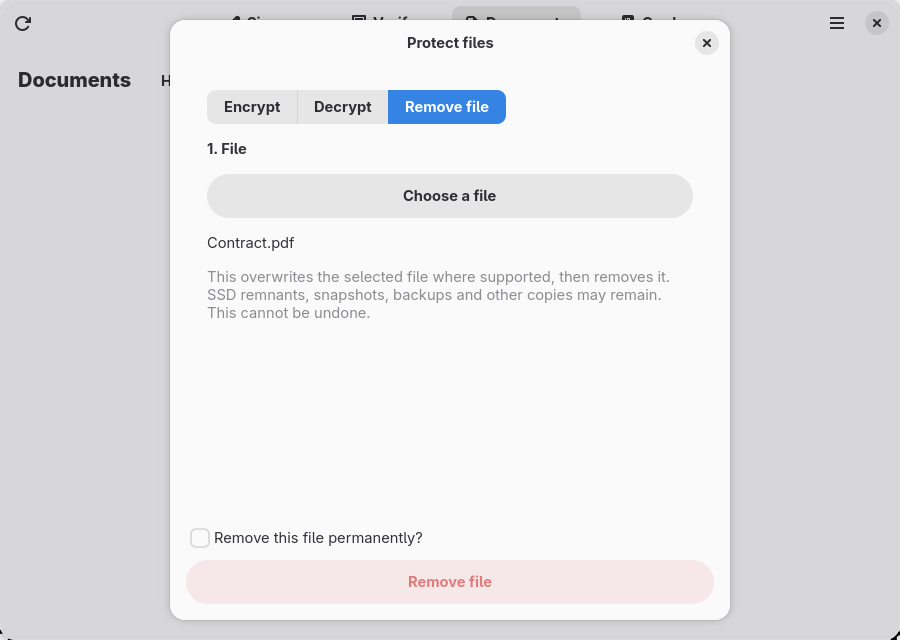 Protect files
Documents
Encrypt
Decrypt
Remove file
1. File
Choose a file
Contract.pdf
This overwrites the selected file where supported, then removes it.
SSD remnants, snapshots, backups and other copies may remain.
This cannot be undone.
Remove this file permanently?
Remove file